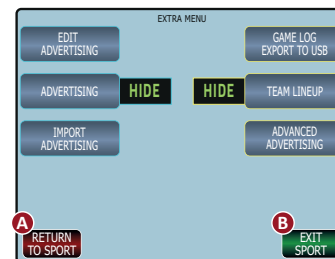 EXTRA MENU
EDIT
ADVERTISING
GAME LOG
EXPORT TO USB
ADVERTISING
HIDE
HIDE
TEAM LINEUP
IMPORT
ADVERTISING
ADVANCED
ADVERTISING
A
RETURN
TO SPORT
B
EXIT
SPORT